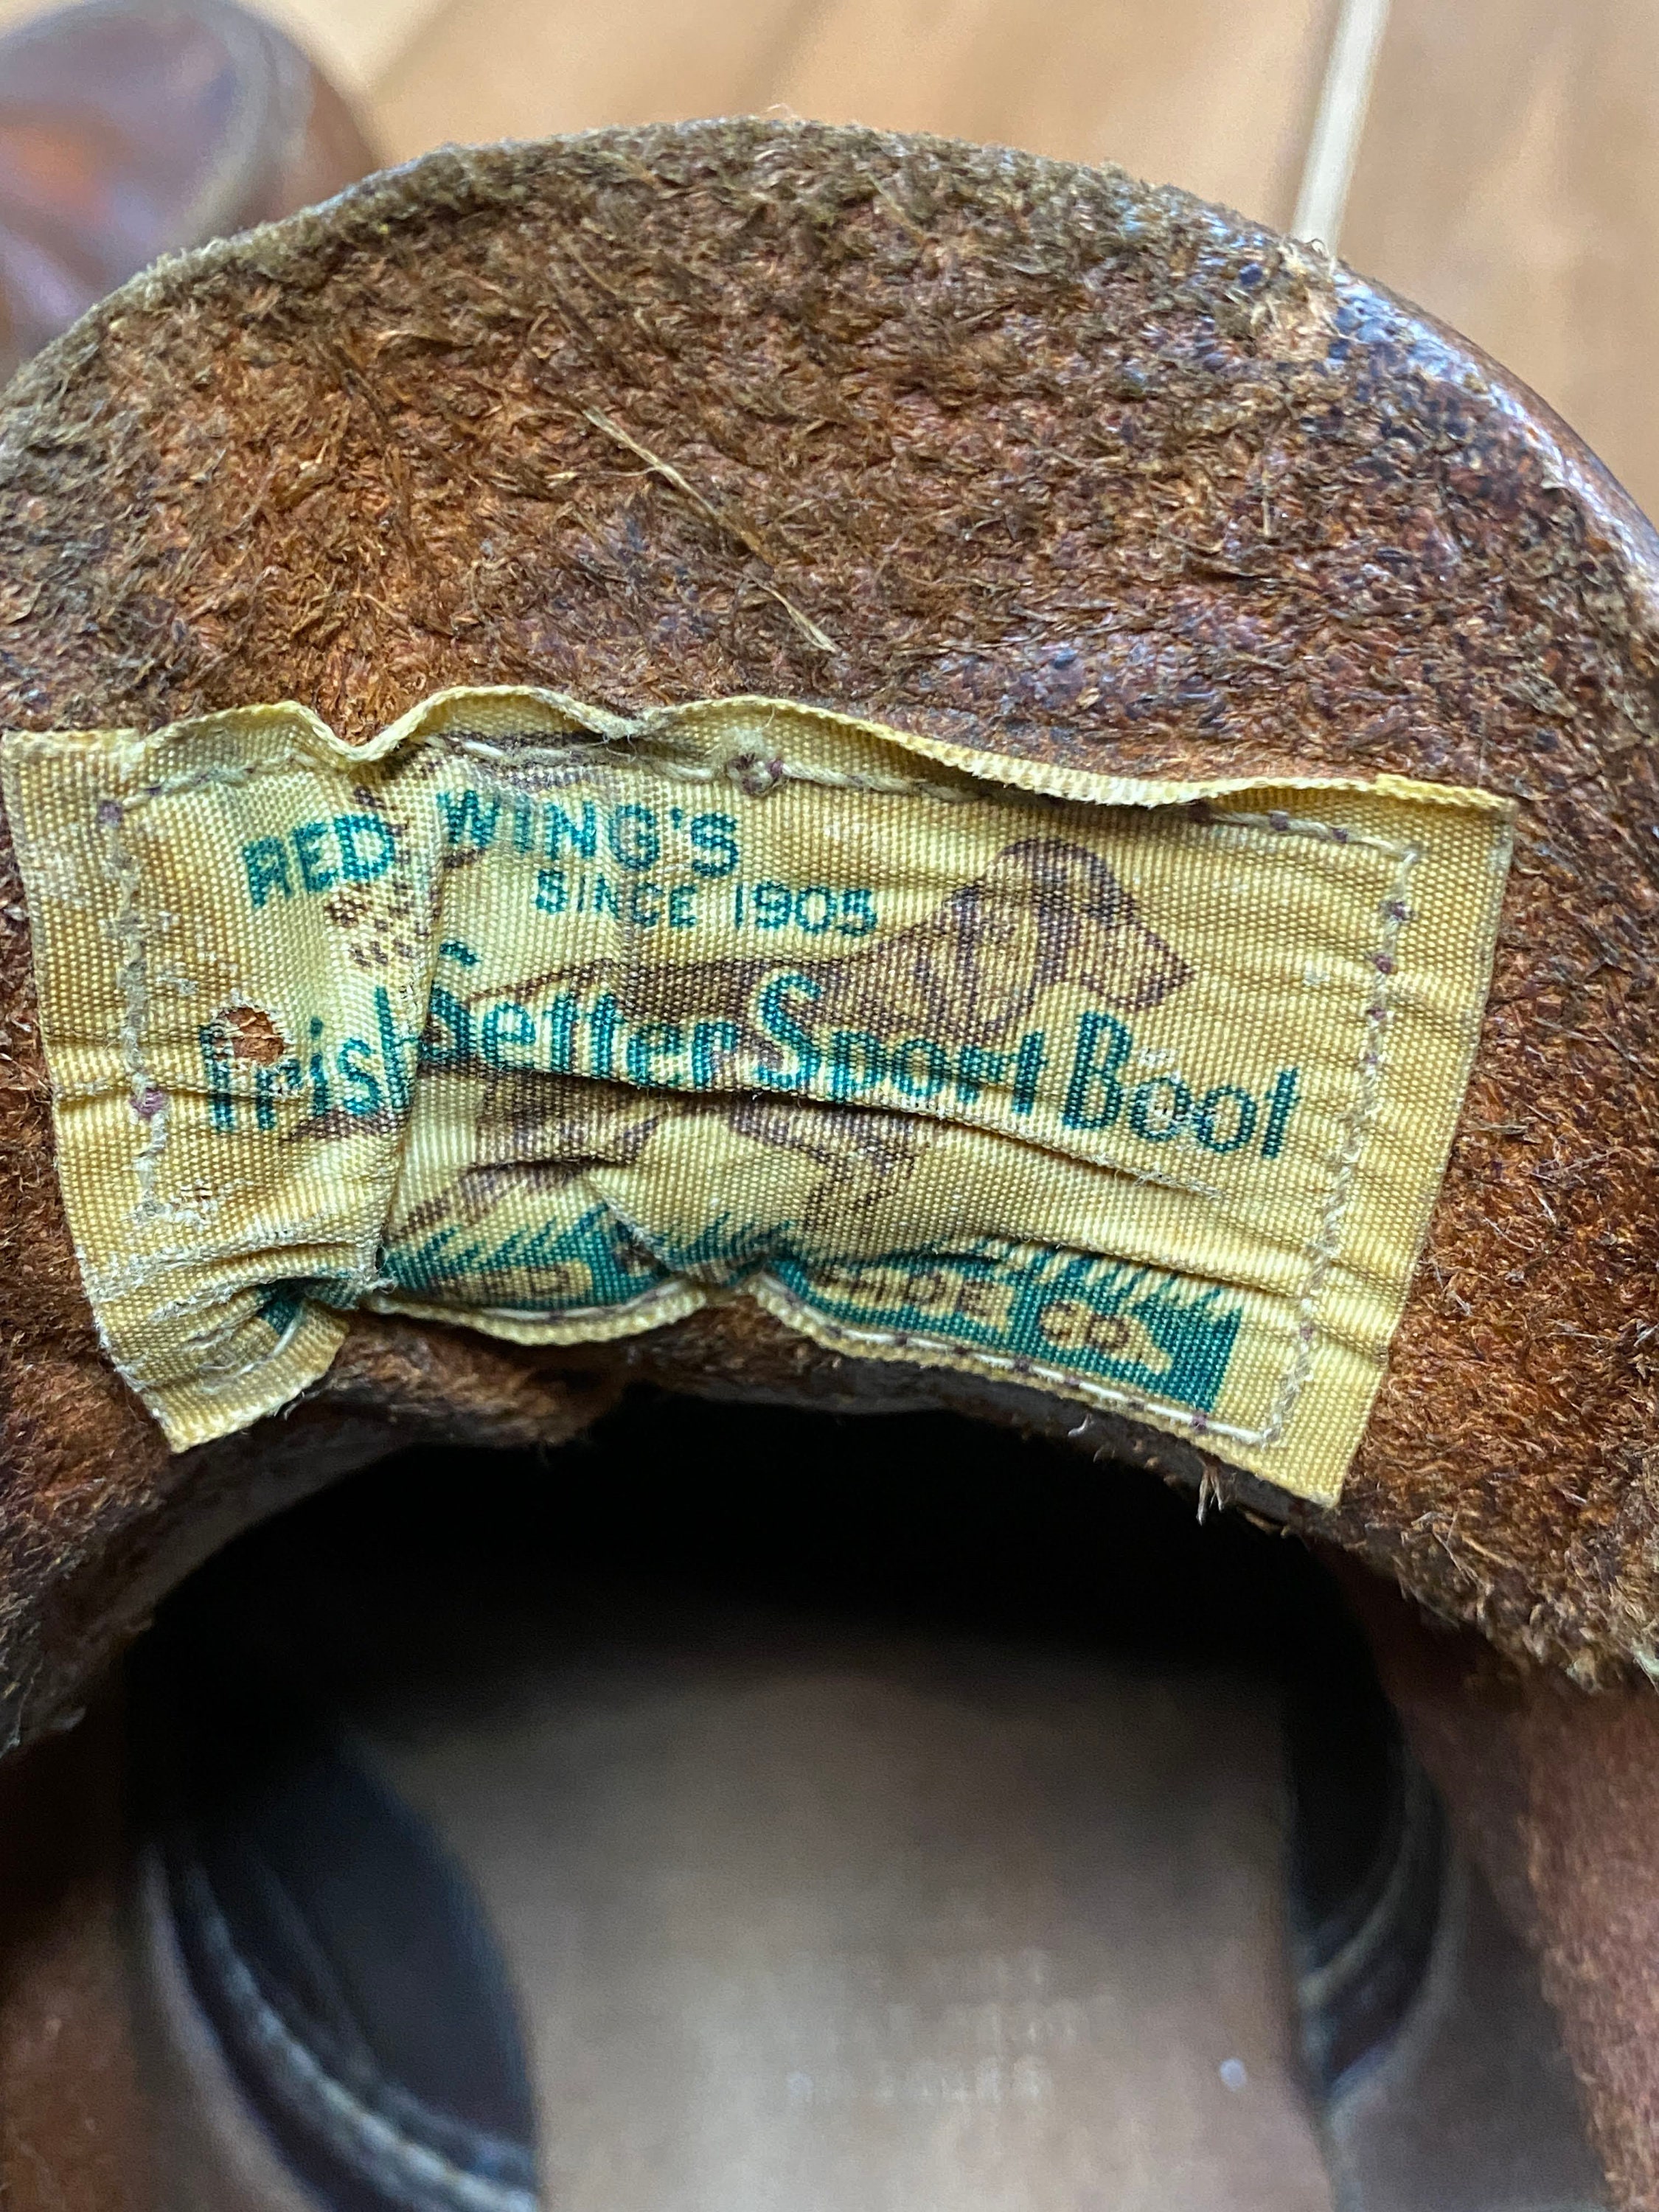 RED WING'S
SINCE 1905
Irish Setter Sport Boot
CO.